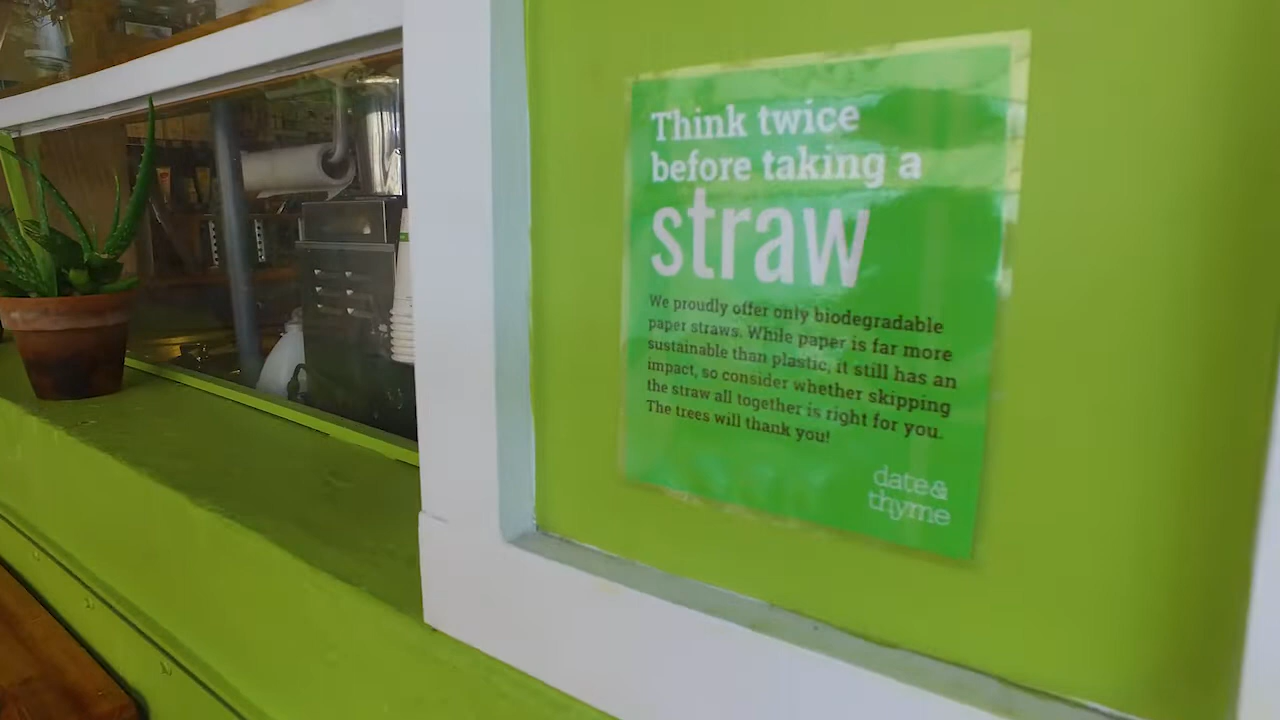 Think twice
before taking a
straw
We proudly offer only biodegradable
paper straws. While paper is far more
sustainable than plastic, it still has an
impact, so consider whether skipping
the straw all together is right for you.
The trees will thank you!
date&
thyme